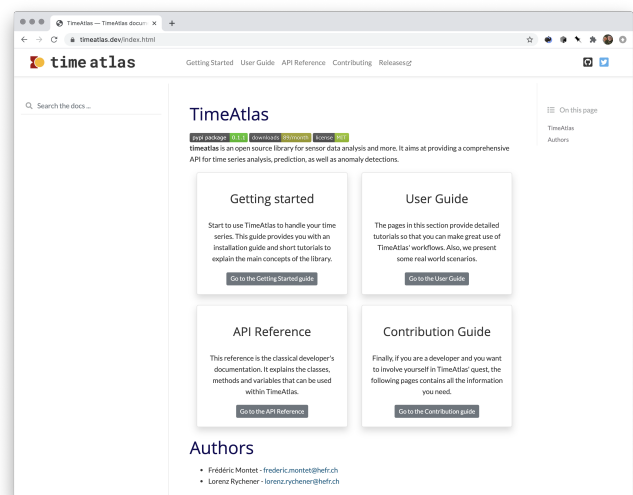 TimeAtlas — TimeAtlas docum
timeatlas.dev/index.html
time atlas
Getting Started User Guide API Reference Contributing Releases
Search the docs ...
TimeAtlas
pypi package 0.1.1 downloads 99/month license MIT
timeatlas is an open source library for sensor data analysis and more. It aims at providing a comprehensive
API for time series analysis, prediction, as well as anomaly detections.
Getting started
Start to use TimeAtlas to handle your time
series. This guide provides you with an
installation guide and short tutorials to
explain the main concepts of the library.
Go to the Getting Started guide
User Guide
The pages in this section provide detailed
tutorials so that you can make great use of
TimeAtlas' workflows. Also, we present
some real world scenarios.
Go to the User Guide
API Reference
This reference is the classical developer's
documentation. It explains the classes,
methods and variables that can be used
within TimeAtlas.
Go to the API Reference
Contribution Guide
Finally, if you are a developer and you want
to involve yourself in TimeAtlas' quest, the
following pages contains all the information
you need.
Go to the Contribution guide
Authors
Frédéric Montet - frederic.montet@hefr.ch
Lorenz Rychener - lorenz.rychener@hefr.ch
On this page
TimeAtlas
Authors